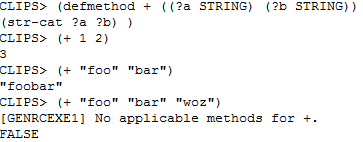 CLIPS> (defmethod + ((?a STRING) (?b STRING))
(str-cat ?a ?b) )
CLIPS> (+ 1 2)
3
CLIPS> (+ "foo" "bar")
"foobar"
CLIPS> (+ "foo" "bar" "woz")
[GENRCEXE1] No applicable methods for +.
FALSE